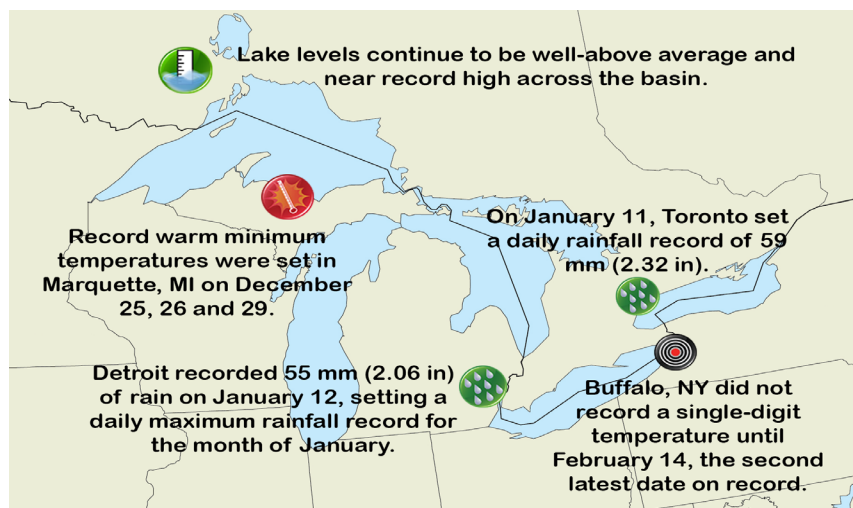 Lake levels continue to be well-above average and
near record high across the basin.
On January 11, Toronto set
a daily rainfall record of 59
mm (2.32 in).
Record warm minimum
temperatures were set in
Marquette, MI on December
25, 26 and 29.
Detroit recorded 55 mm (2.06 in)
of rain on January 12, setting a
daily maximum rainfall record for
the month of January.
Buffalo, NY did not
record a single-digit
temperature until
February 14, the second
latest date on record.